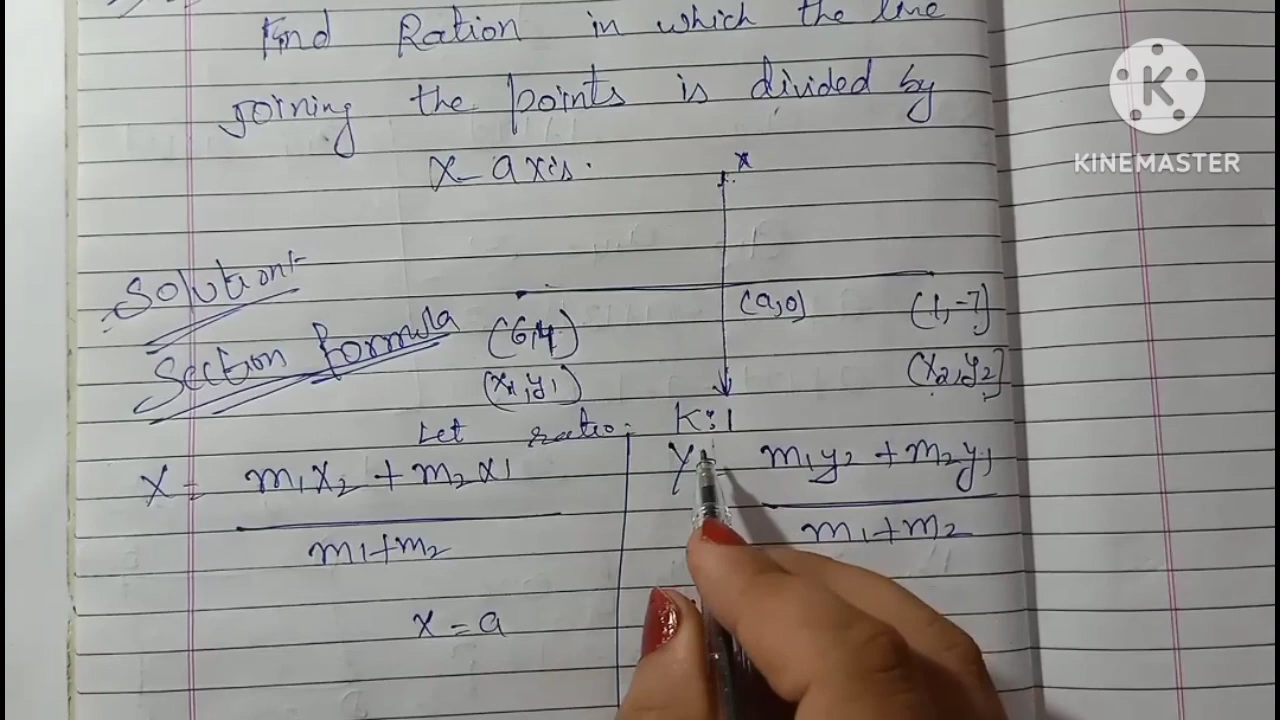 Find Ration in which the line
joining the points is divided by
x-axis.
x
Solution:-
(a,0) (1,-7)
Section formula (6,4)
(x1,y1) (x2,y2)
Let ratio: K:1
X = m1x2 + m2x1 / m1+m2
Y = m1y2 + m2y1 / m1+m2
x = a
K
KINEMASTER